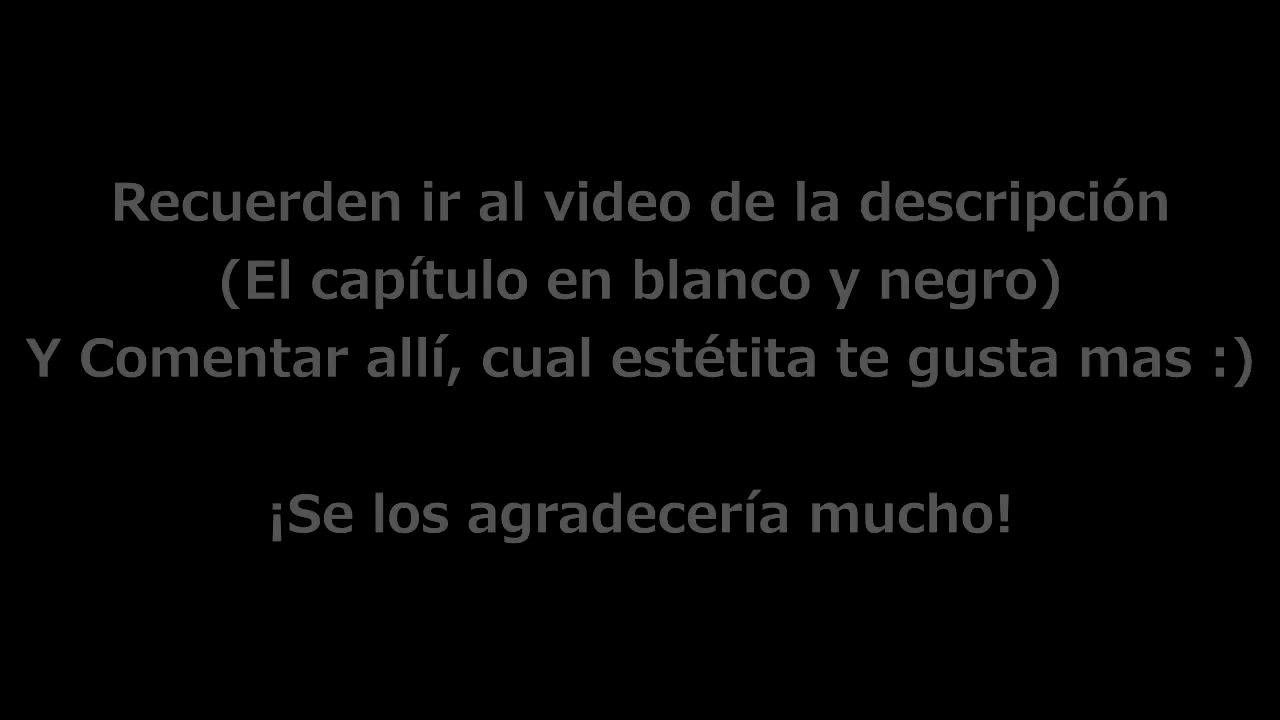 Recuerden ir al video de la descripción
(El capítulo en blanco y negro)
Y Comentar allí, cual estétita te gusta mas :)
¡Se los agradecería mucho!